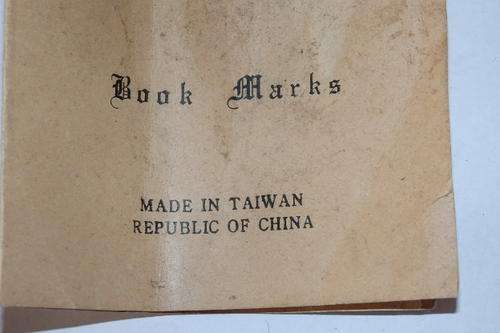 Book Marks
MADE IN TAIWAN
REPUBLIC OF CHINA